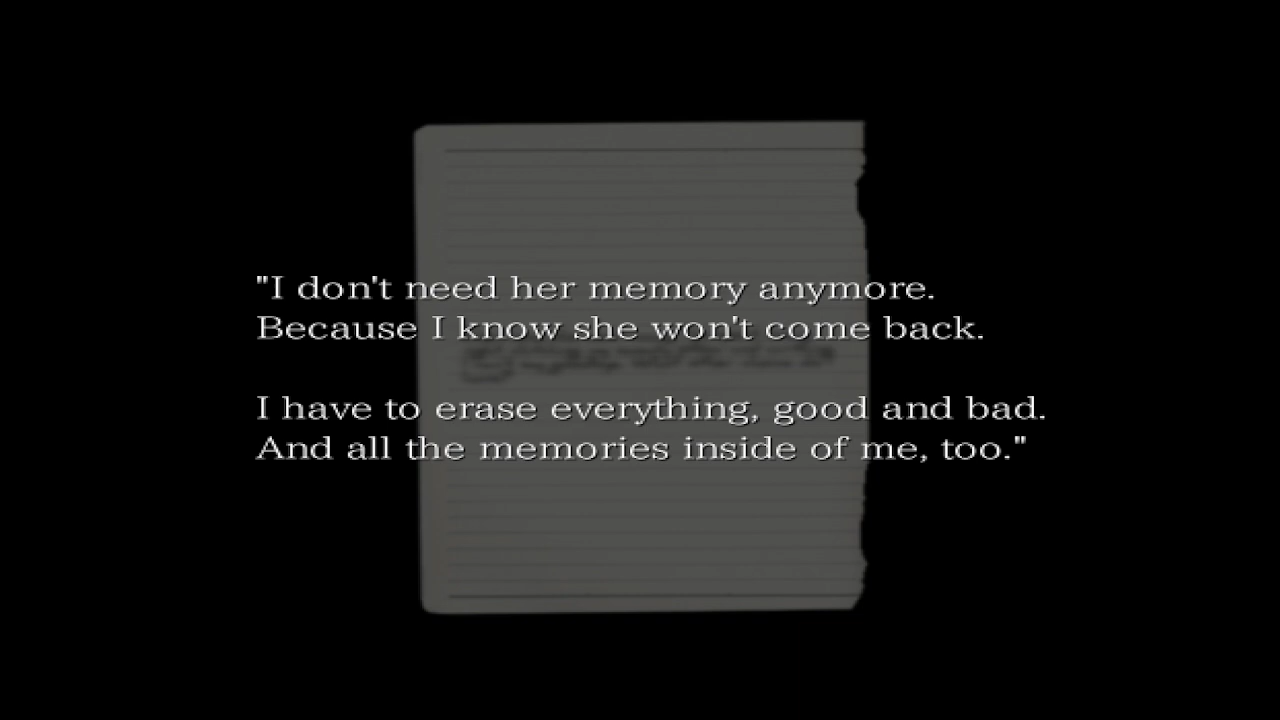 "I don't need her memory anymore.
Because I know she won't come back.
I have to erase everything, good and bad.
And all the memories inside of me, too."